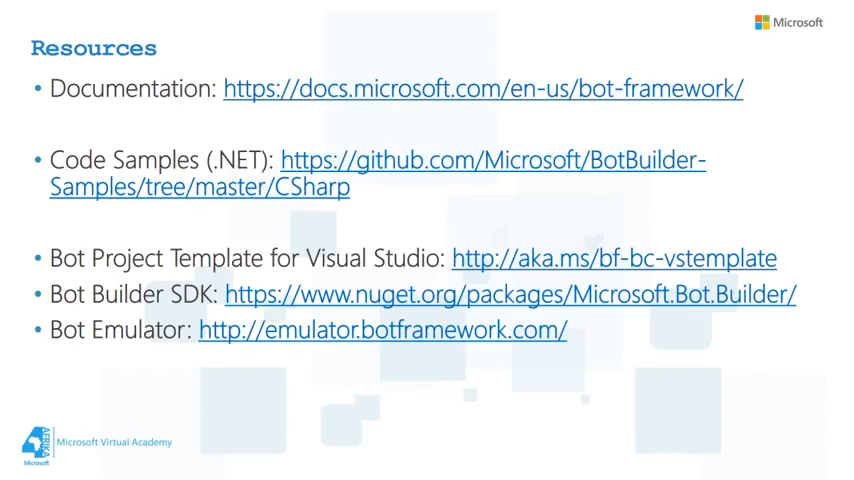 Microsoft
Resources
• Documentation: https://docs.microsoft.com/en-us/bot-framework/
• Code Samples (.NET): https://github.com/Microsoft/BotBuilder-
Samples/tree/master/CSharp
• Bot Project Template for Visual Studio: http://aka.ms/bf-bc-vstemplate
• Bot Builder SDK: https://www.nuget.org/packages/Microsoft.Bot.Builder/
• Bot Emulator: http://emulator.botframework.com/
4 AFRIKA
Microsoft
Microsoft Virtual Academy